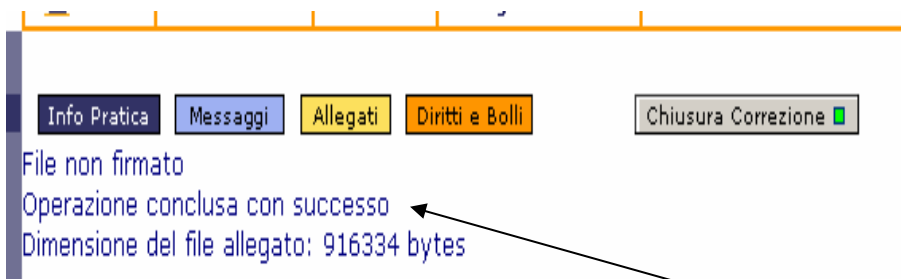 Info Pratica Messaggi Allegati Diritti e Bolli Chiusura Correzione
File non firmato
Operazione conclusa con successo
Dimensione del file allegato: 916334 bytes